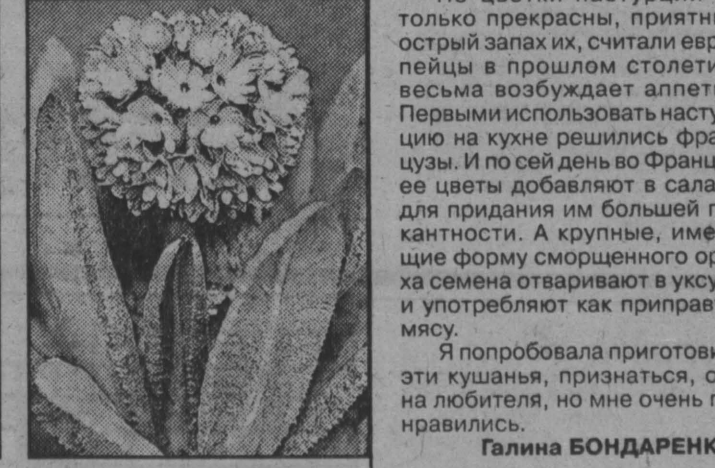 только прекрасны, приятн
острый запах их, считали евр
пейцы в прошлом столети
весьма возбуждает аппет
Первыми использовать насту
цию на кухне решились фра
цузы. И по сей день во Франц
ее цветы добавляют в сала
для придания им большей п
кантности. А крупные, име
щие форму сморщенного ор
ха семена отваривают в уксу
и употребляют как приправ
мясу.
Я попробовала приготови
эти кушанья, признаться, о
на любителя, но мне очень п
нравились.
Галина БОНДАРЕНК